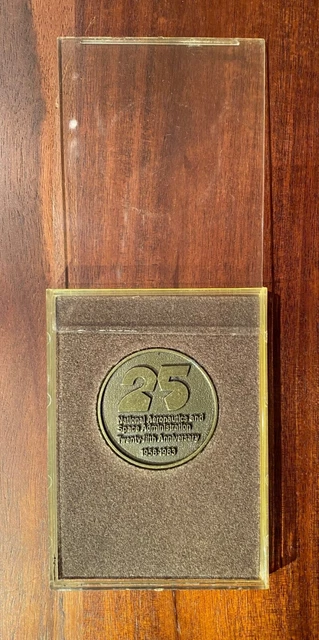 25
National Aeronautics and
Space Administration
Twenty-fifth Anniversary
1958-1983